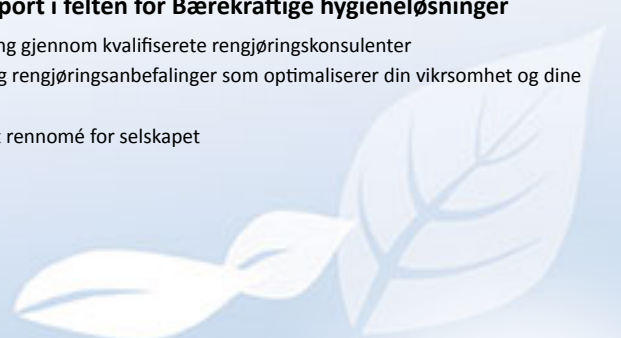 port i felten for Bærekraftige hygieneløsninger
ng gjennom kvalifiserete rengjøringskonsulenter
g rengjøringsanbefalinger som optimaliserer din vikrsomhet og dine
t rennomé for selskapet